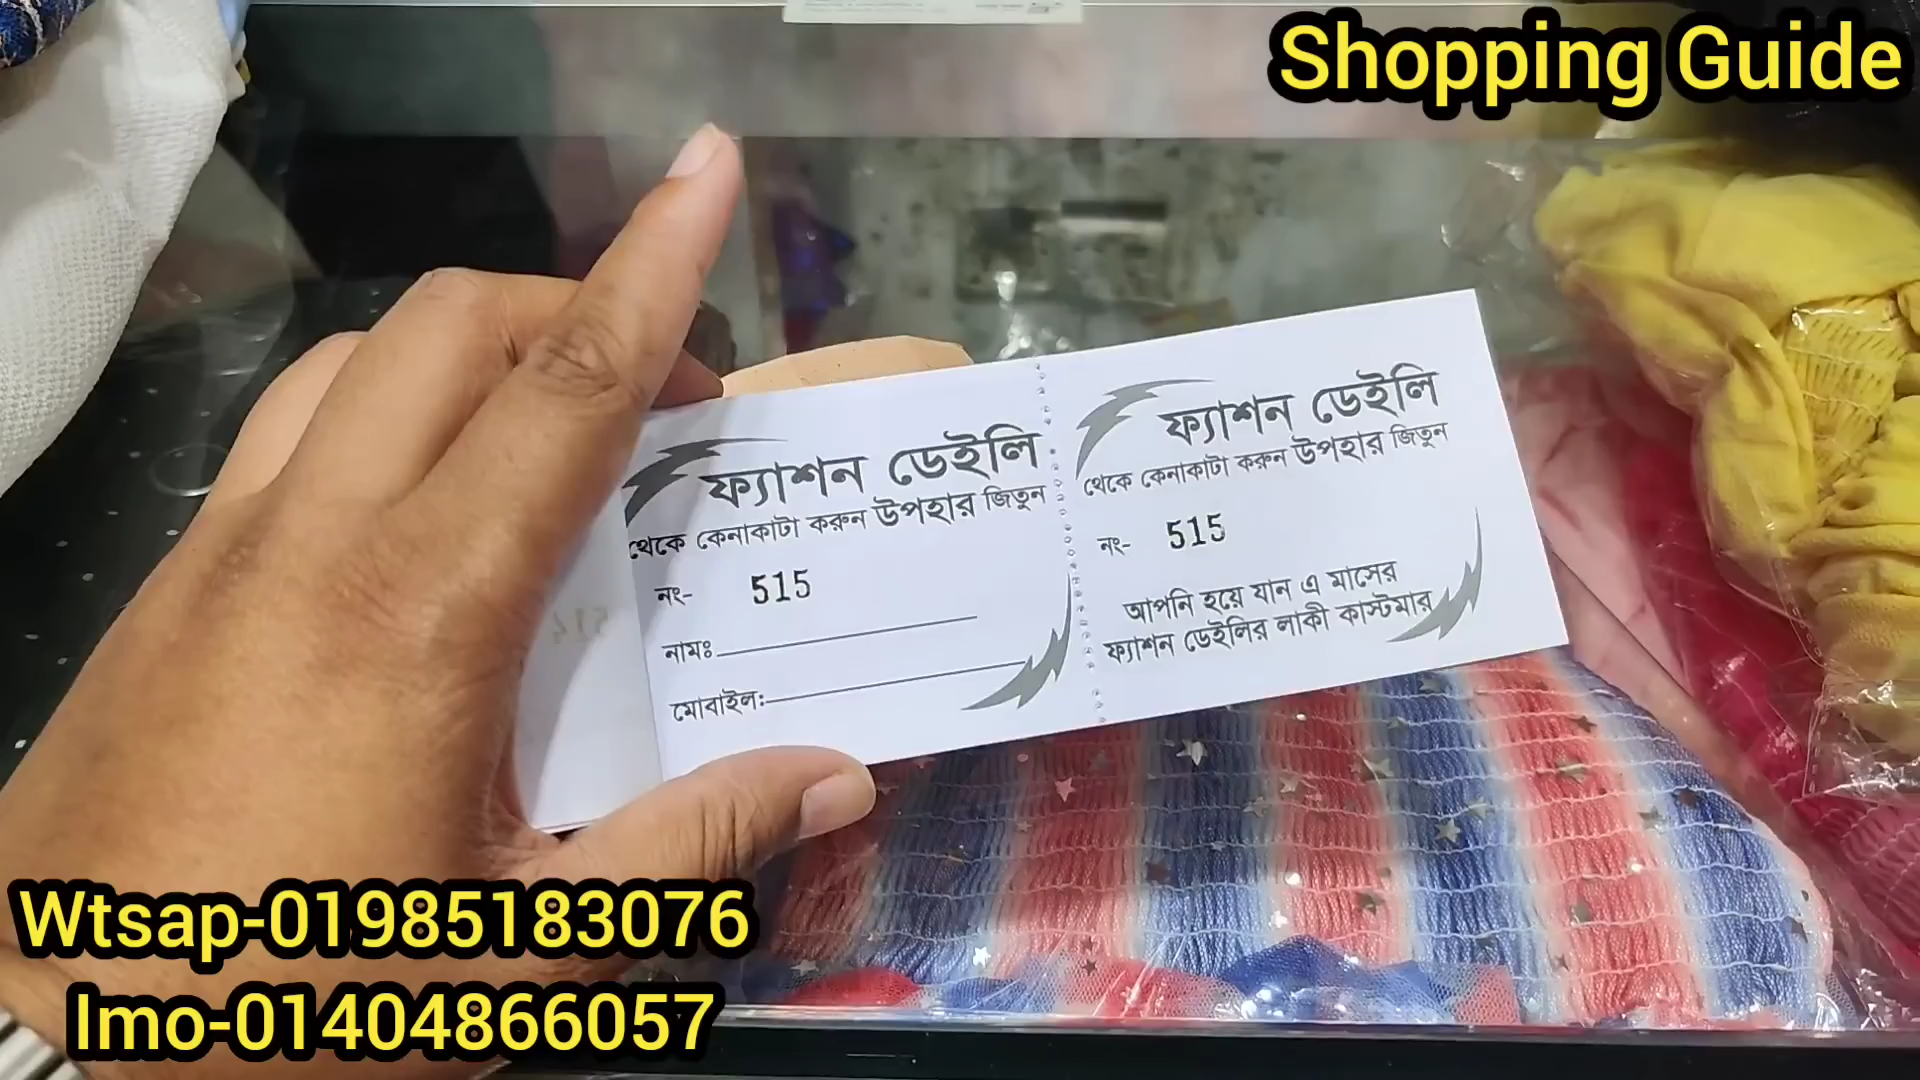 Shopping Guide
ফ্যাশন ডেইলি
থেকে কেনাকাটা করুন উপহার জিতুন
নং- 515
নামঃ
মোবাইল:
ফ্যাশন ডেইলি
থেকে কেনাকাটা করুন উপহার জিতুন
নং- 515
আপনি হয়ে যান এ মাসের
ফ্যাশন ডেইলির লাকী কাস্টমার
Wtsap-01985183076
Imo-01404866057